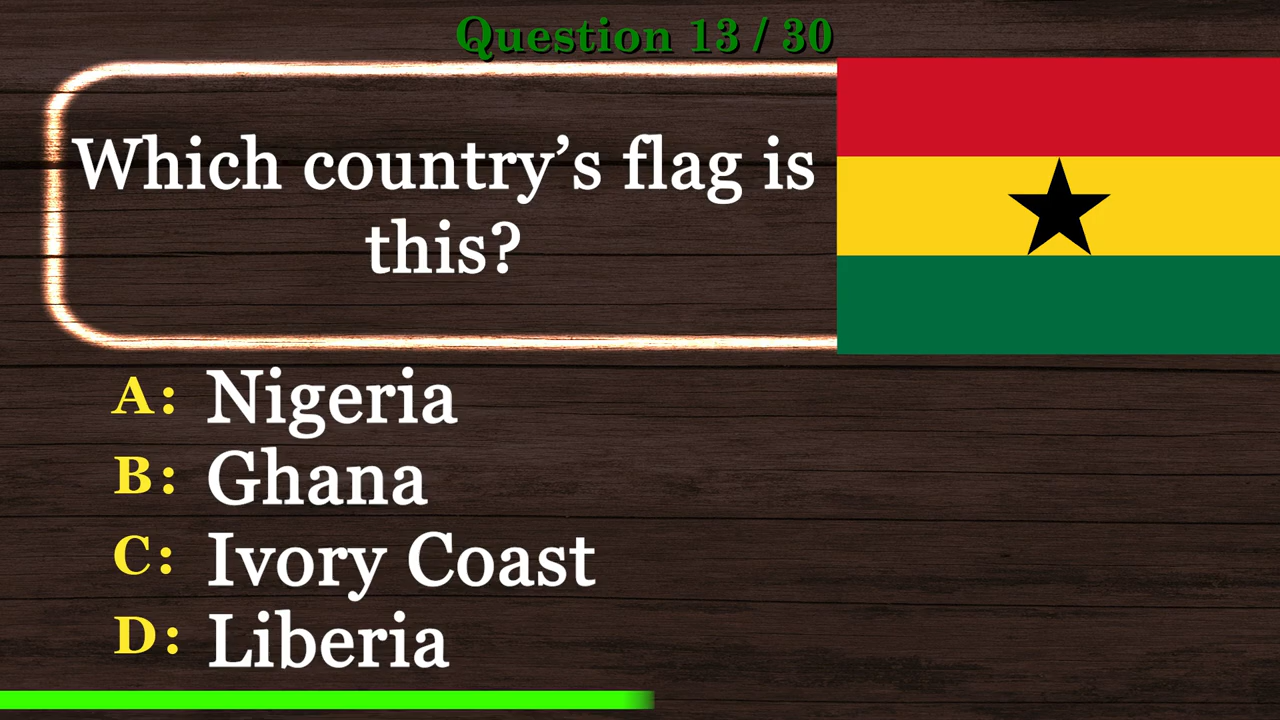 Question 13 / 30
Which country’s flag is
this?
A: Nigeria
B: Ghana
C: Ivory Coast
D: Liberia